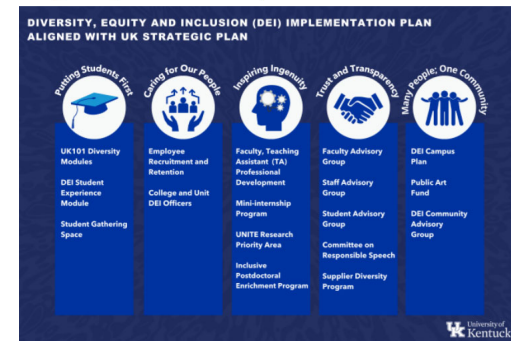 DIVERSITY, EQUITY AND INCLUSION (DEI) IMPLEMENTATION PLAN
ALIGNED WITH UK STRATEGIC PLAN
Putting Students First
UK101 Diversity
Modules
DEI Student
Experience
Module
Student Gathering
Space
Caring for Our People
Employee
Recruitment and
Retention
College and Unit
DEI Officers
Inspiring Ingenuity
Faculty, Teaching
Assistant (TA)
Professional
Development
Mini-internship
Program
UNITE Research
Priority Area
Inclusive
Postdoctoral
Enrichment Program
Trust and Transparency
Faculty Advisory
Group
Staff Advisory
Group
Student Advisory
Group
Committee on
Responsible Speech
Supplier Diversity
Program
Many People; One Community
DEI Campus
Plan
Public Art
Fund
DEI Community
Advisory
Group
UK
University of
Kentuck